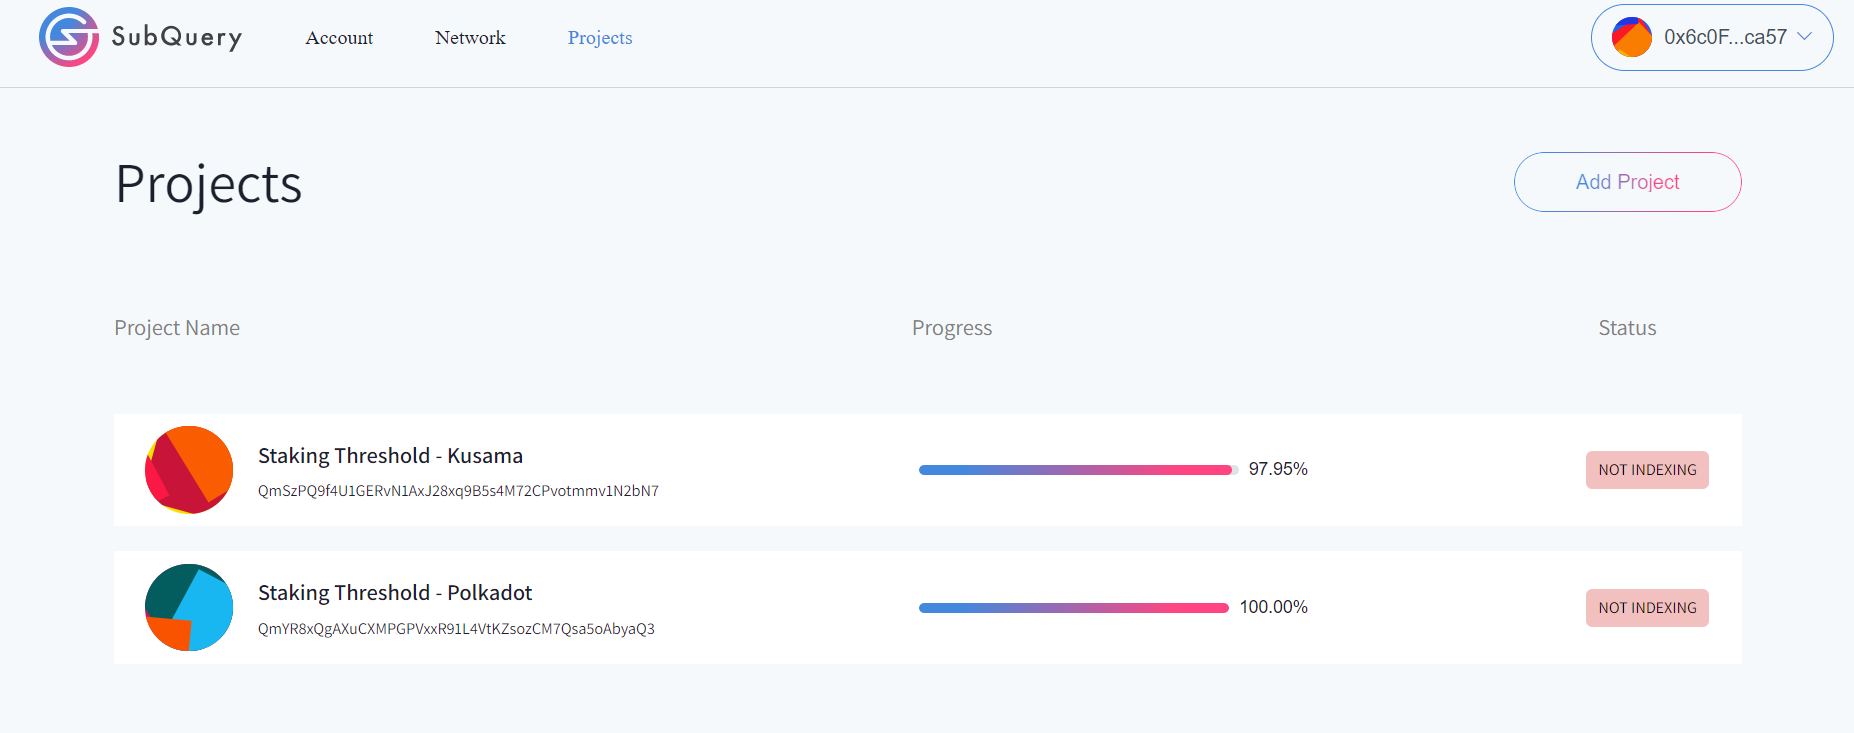 SubQuery Account Network Projects 0x6c0F...ca57
Projects Add Project
Project Name Progress Status
Staking Threshold - Kusama
QmSzPQ9f4U1GERvN1AxJ28xq9B5s4M72CPvotmmv1N2bN7
97.95% NOT INDEXING
Staking Threshold - Polkadot
QmYR8xQgAXuCXMPGPVxxR91L4VtKZsozCM7Qsa5oAbyaQ3
100.00% NOT INDEXING